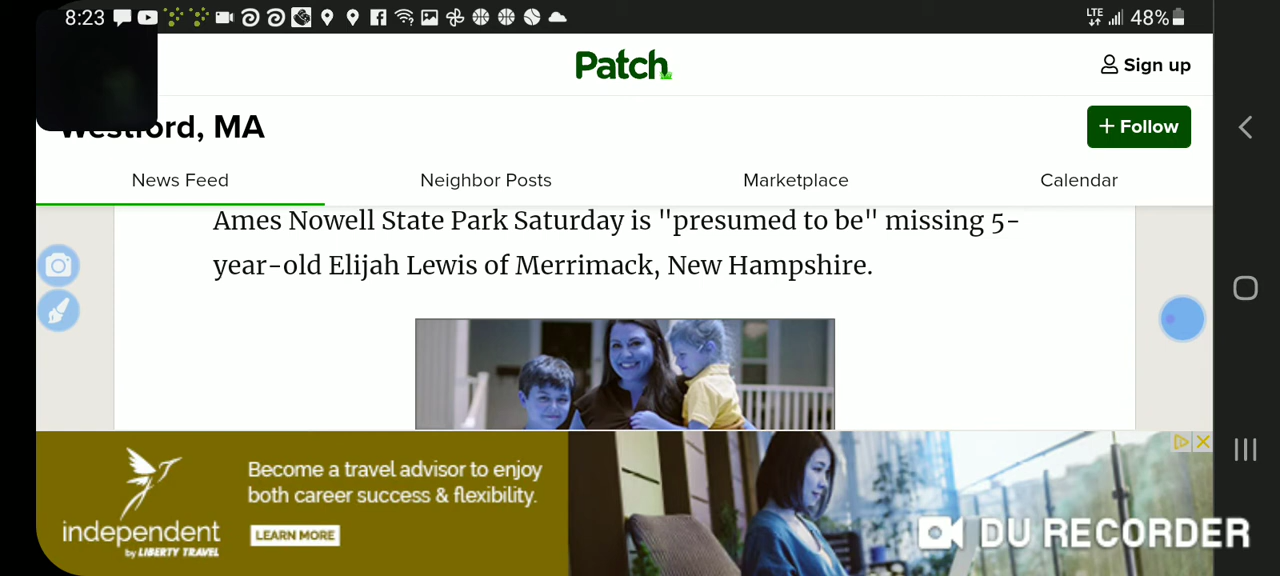 8:23
LTE
48%
Patch
Sign up
Westford, MA
+ Follow
News Feed
Neighbor Posts
Marketplace
Calendar
Ames Nowell State Park Saturday is "presumed to be" missing 5-
year-old Elijah Lewis of Merrimack, New Hampshire.
independent
by LIBERTY TRAVEL
Become a travel advisor to enjoy
both career success & flexibility.
LEARN MORE
DU RECORDER